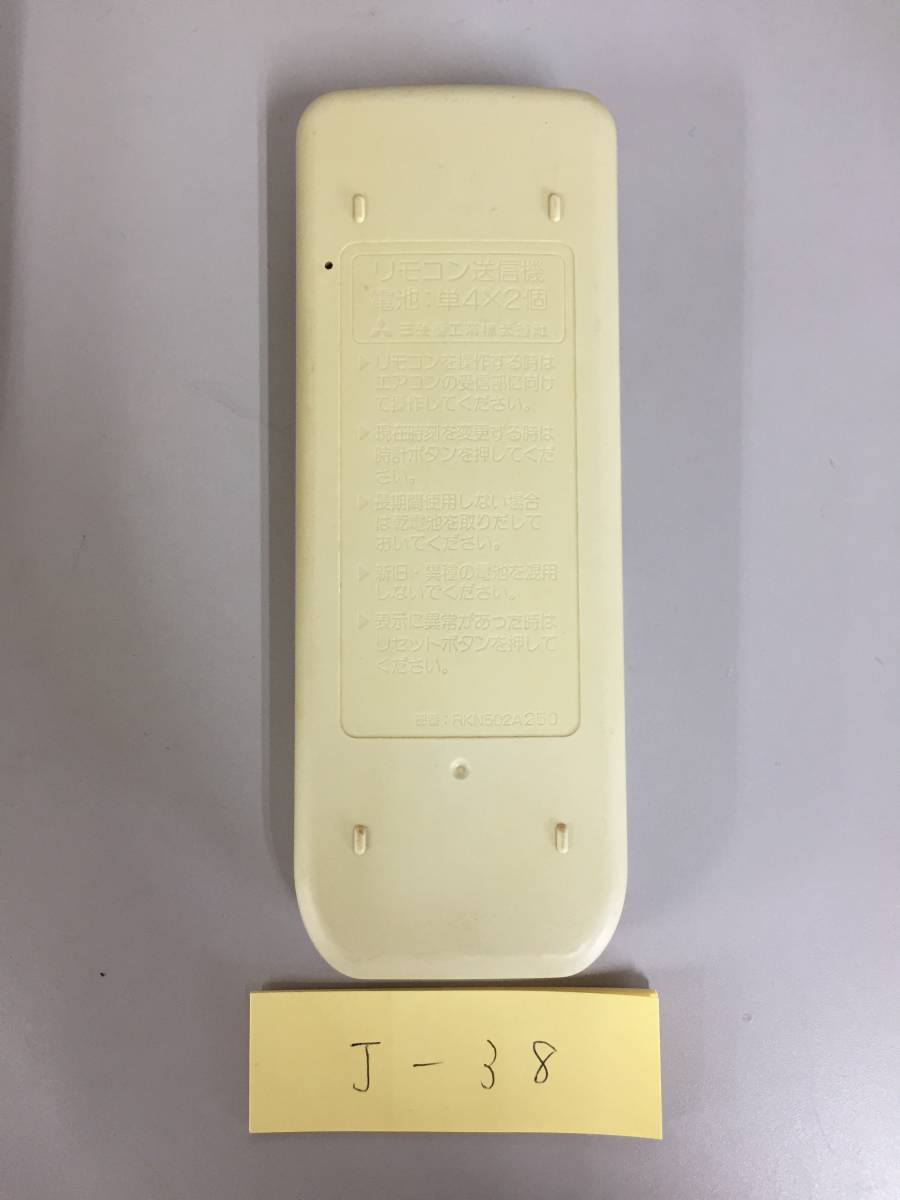 リモコン送信機
電池：単4×2個
三菱重工業株式会社
▶リモコンを操作する時は
エアコンの受信部に向け
て操作してください。
▶現在時刻を変更する時は
時計ボタンを押してくだ
さい。
▶長期間使用しない場合
は乾電池を取りだして
おいてください。
▶新旧・異種の電池を混用
しないでください。
▶表示に異常があった時は
リセットボタンを押して
ください。
部番：RKN502A250
J-38